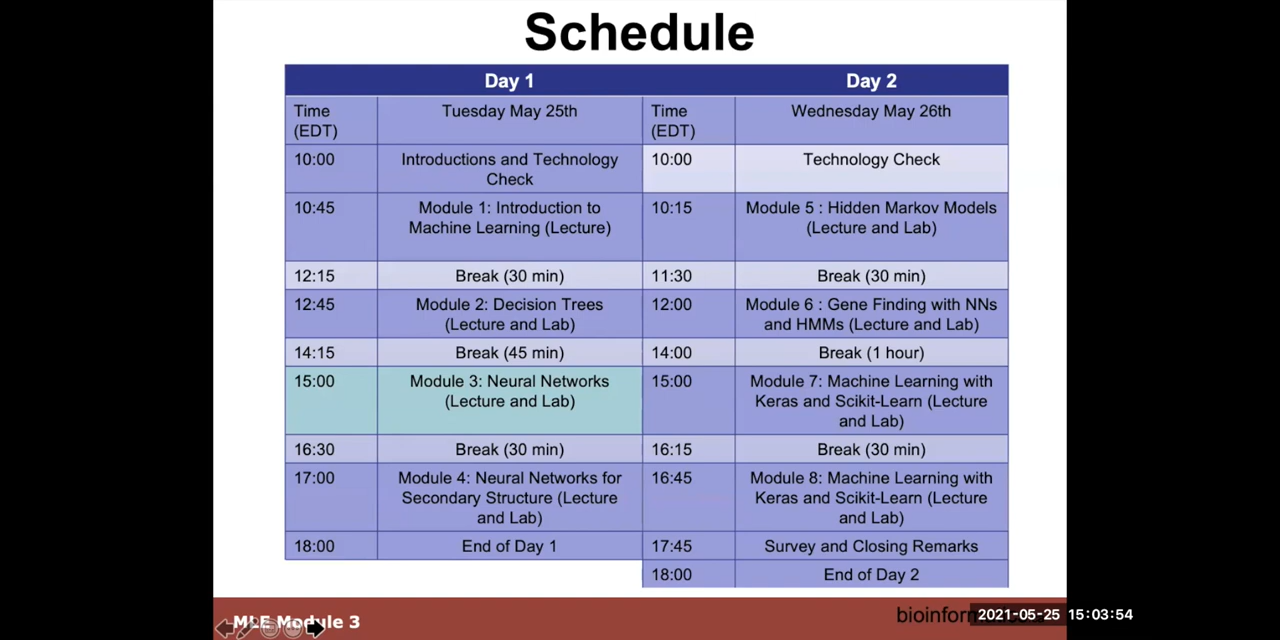 Schedule
Day 1
Day 2
Time
(EDT)
Tuesday May 25th
Time
(EDT)
Wednesday May 26th
10:00
Introductions and Technology
Check
10:00
Technology Check
10:45
Module 1: Introduction to
Machine Learning (Lecture)
10:15
Module 5 : Hidden Markov Models
(Lecture and Lab)
12:15
Break (30 min)
11:30
Break (30 min)
12:45
Module 2: Decision Trees
(Lecture and Lab)
12:00
Module 6 : Gene Finding with NNs
and HMMs (Lecture and Lab)
14:15
Break (45 min)
14:00
Break (1 hour)
15:00
Module 3: Neural Networks
(Lecture and Lab)
15:00
Module 7: Machine Learning with
Keras and Scikit-Learn (Lecture
and Lab)
16:30
Break (30 min)
16:15
Break (30 min)
17:00
Module 4: Neural Networks for
Secondary Structure (Lecture
and Lab)
16:45
Module 8: Machine Learning with
Keras and Scikit-Learn (Lecture
and Lab)
18:00
End of Day 1
17:45
Survey and Closing Remarks
18:00
End of Day 2
MLE Module 3
2021-05-25 15:03:54